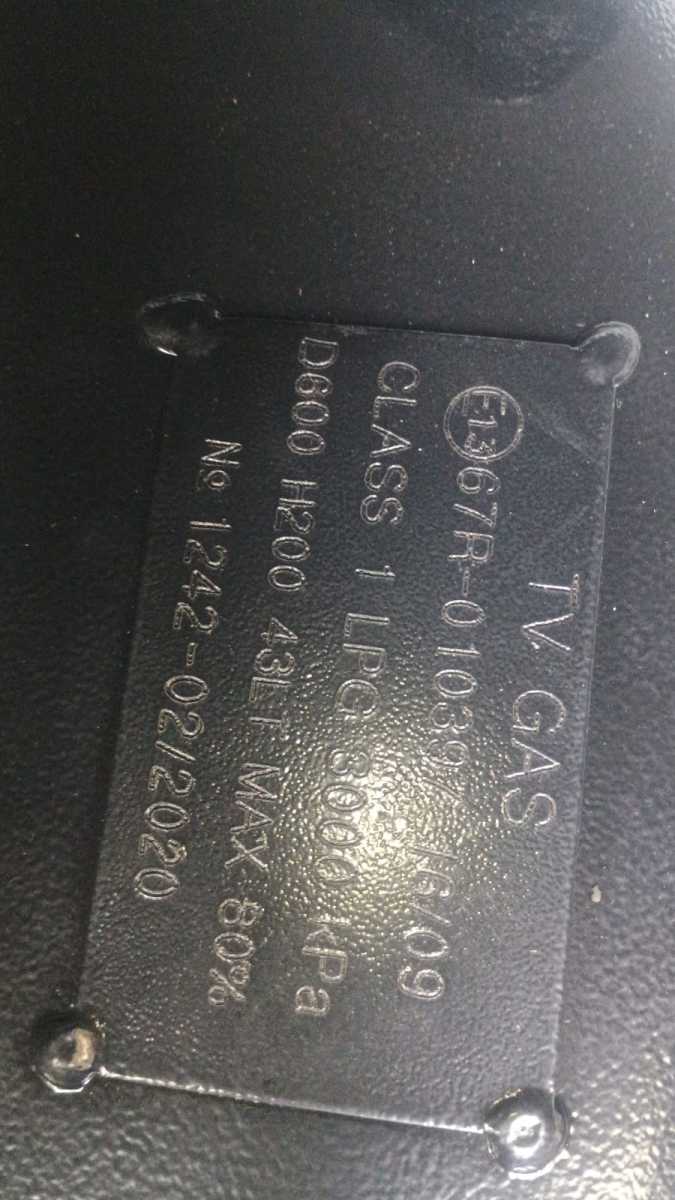 TV GAS
E13 67R-01039/ 16/09
CLASS 1 LPG 3000 kPa
D600 H200 43LT MAX 80%
№ 1242-02/2020